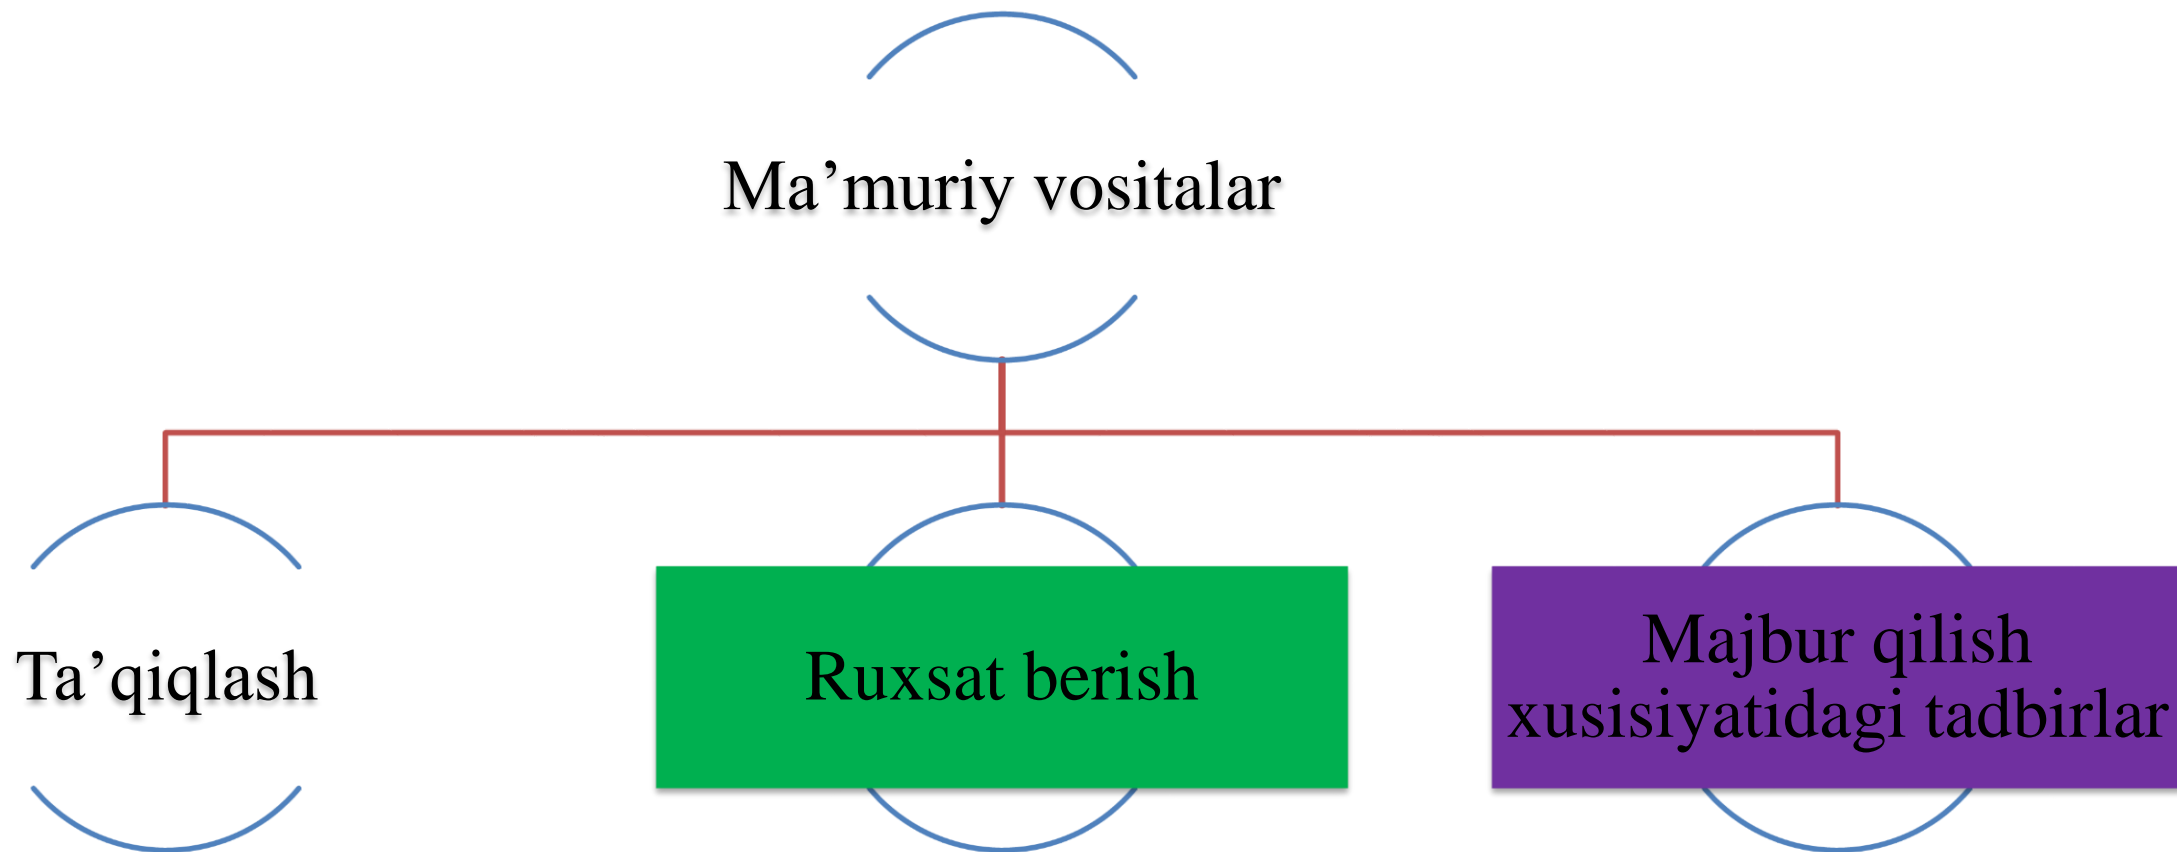 Ma’muriy vositalar
Ta’qiqlash
Ruxsat berish
Majbur qilish
xusisiyatidagi tadbirlar